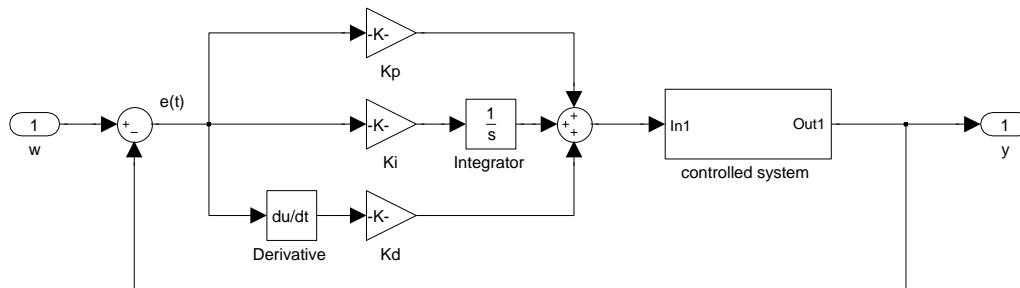 -K-
Kp
e(t)
1
w
+
−
-K-
Ki
1
s
Integrator
+
+
+
In1
Out1
controlled system
1
y
du/dt
Derivative
-K-
Kd